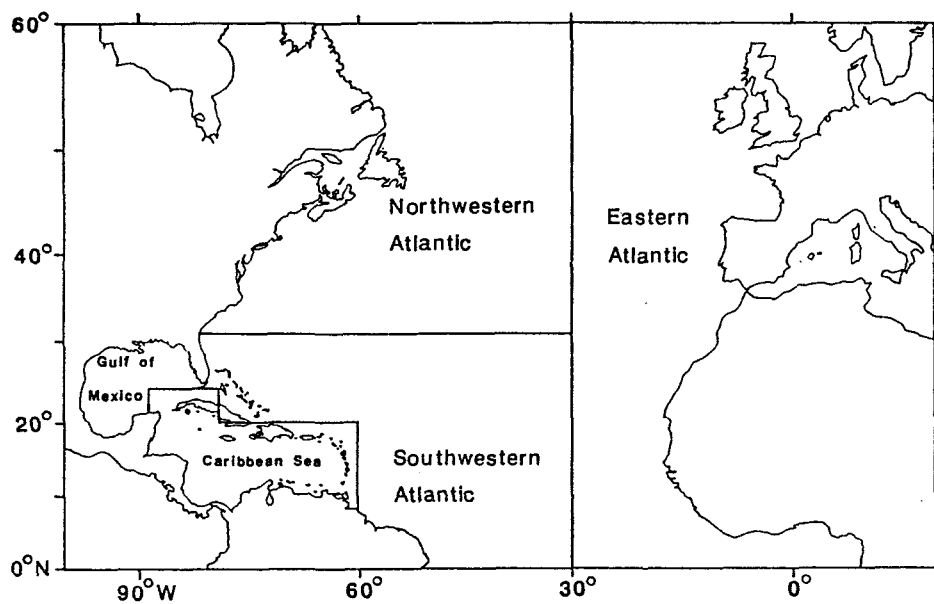 60°
40°
20°
0°N
90°W
60°
30°
0°
Northwestern
Atlantic
Eastern
Atlantic
Gulf of
Mexico
Caribbean Sea
Southwestern
Atlantic